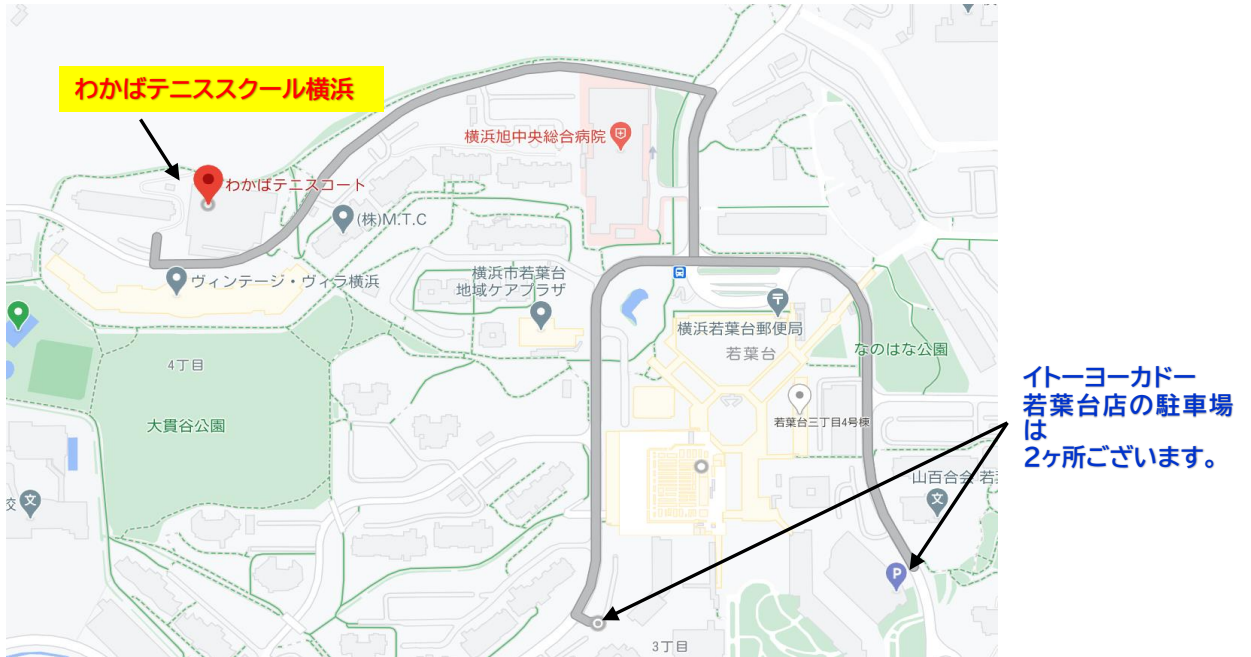 わかばテニススクール横浜
横浜旭中央総合病院
わかばテニスコート
(株)M.T.C
ヴィンテージ・ヴィラ横浜
横浜市若葉台
地域ケアプラザ
横浜若葉台郵便局
若葉台
なのはな公園
4丁目
大貫谷公園
若葉台三丁目4号棟
イトーヨーカドー
若葉台店の駐車場
は
2ヶ所ございます。
山百合会 若
校
文
文
P
3丁目